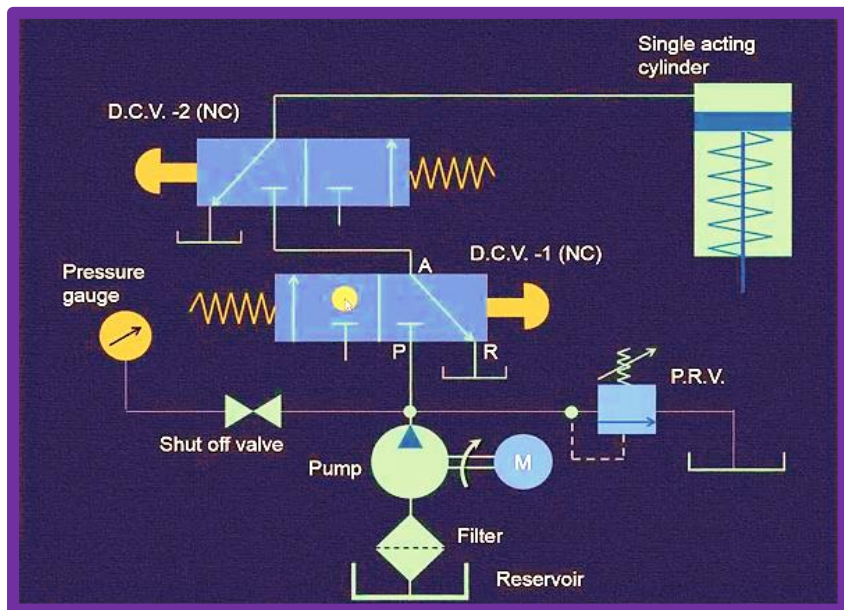 Single acting
cylinder
D.C.V. -2 (NC)
D.C.V. -1 (NC)
A
Pressure
gauge
P
R
P.R.V.
Shut off valve
Pump
M
Filter
Reservoir